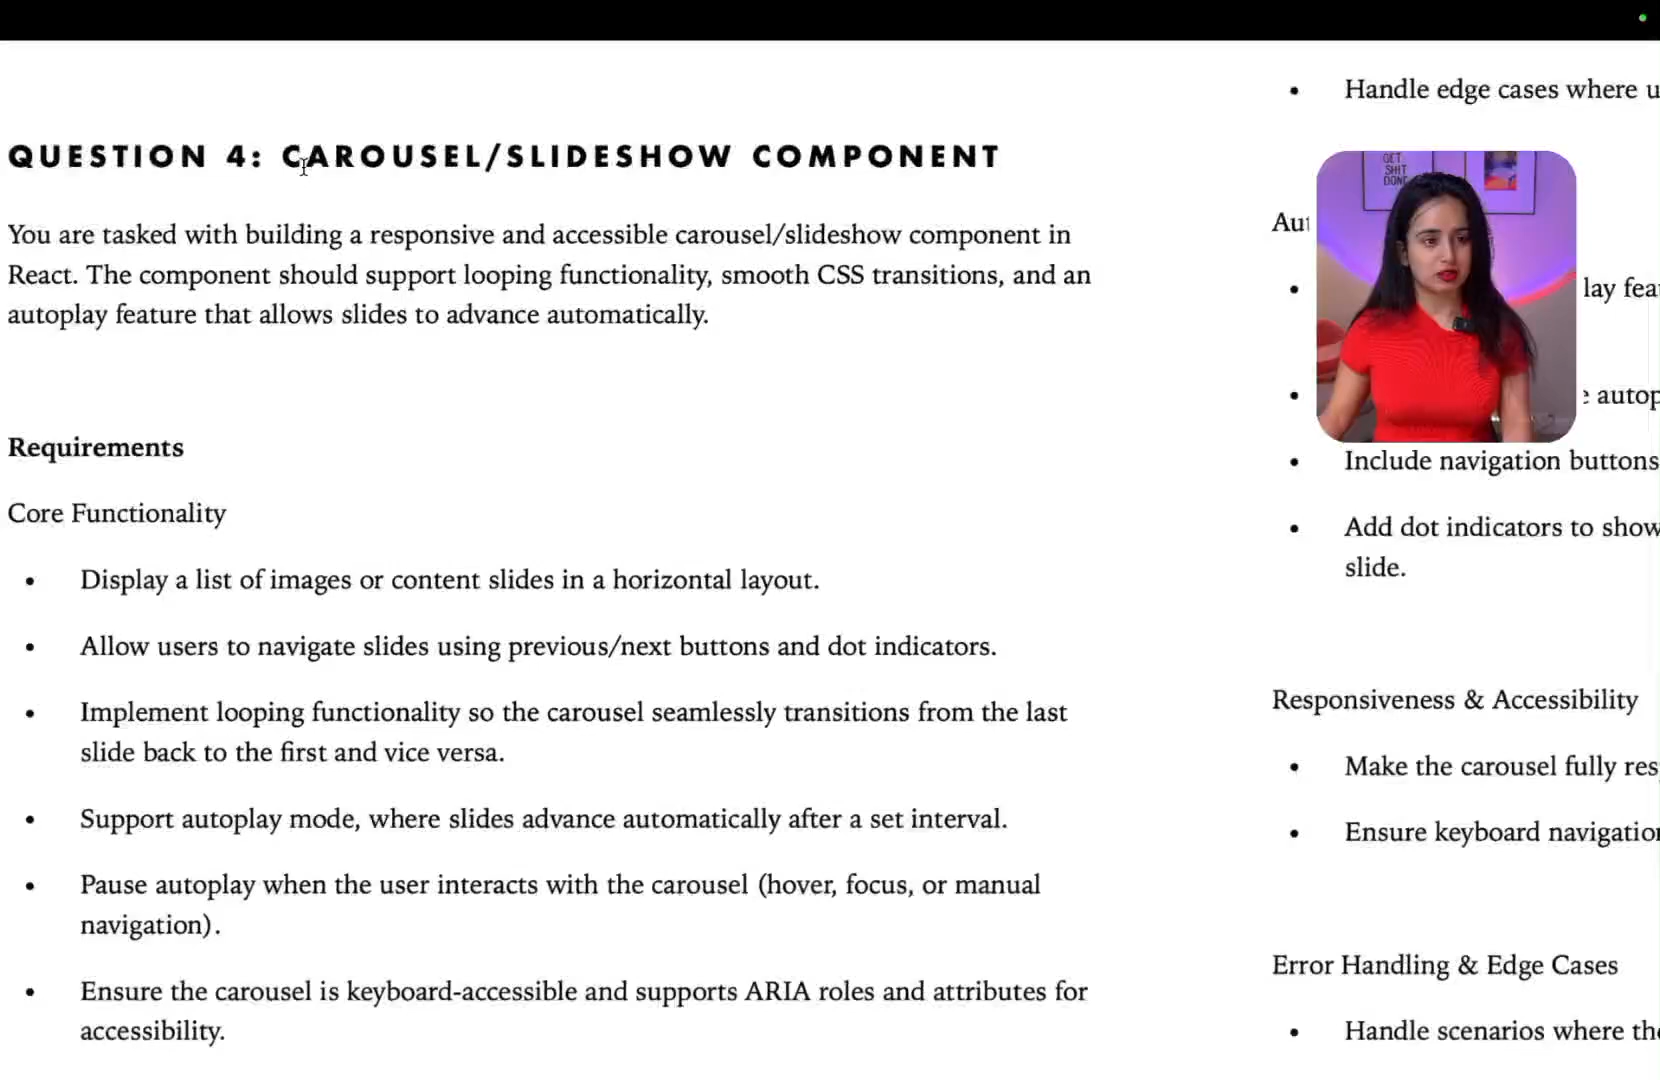 QUESTION 4: CAROUSEL/SLIDESHOW COMPONENT
You are tasked with building a responsive and accessible carousel/slideshow component in
React. The component should support looping functionality, smooth CSS transitions, and an
autoplay feature that allows slides to advance automatically.
Requirements
Core Functionality
• Display a list of images or content slides in a horizontal layout.
• Allow users to navigate slides using previous/next buttons and dot indicators.
• Implement looping functionality so the carousel seamlessly transitions from the last
slide back to the first and vice versa.
• Support autoplay mode, where slides advance automatically after a set interval.
• Pause autoplay when the user interacts with the carousel (hover, focus, or manual
navigation).
• Ensure the carousel is keyboard-accessible and supports ARIA roles and attributes for
accessibility.
• Handle edge cases where
GET
SHIT
DONE
• Include navigation buttons
• Add dot indicators to show
slide.
Responsiveness & Accessibility
• Make the carousel fully
• Ensure keyboard
Error Handling & Edge Cases
• Handle scenarios where